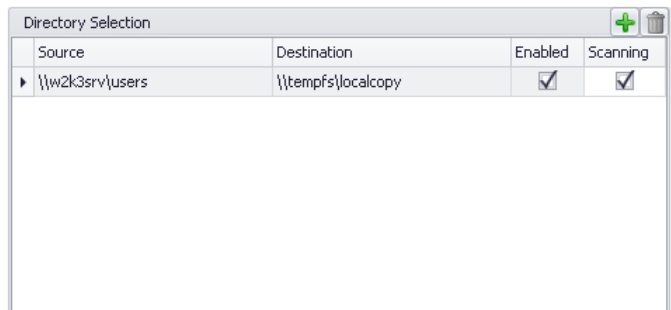 Directory Selection
Source Destination Enabled Scanning
\\w2k3srv\users \\tempfs\localcopy